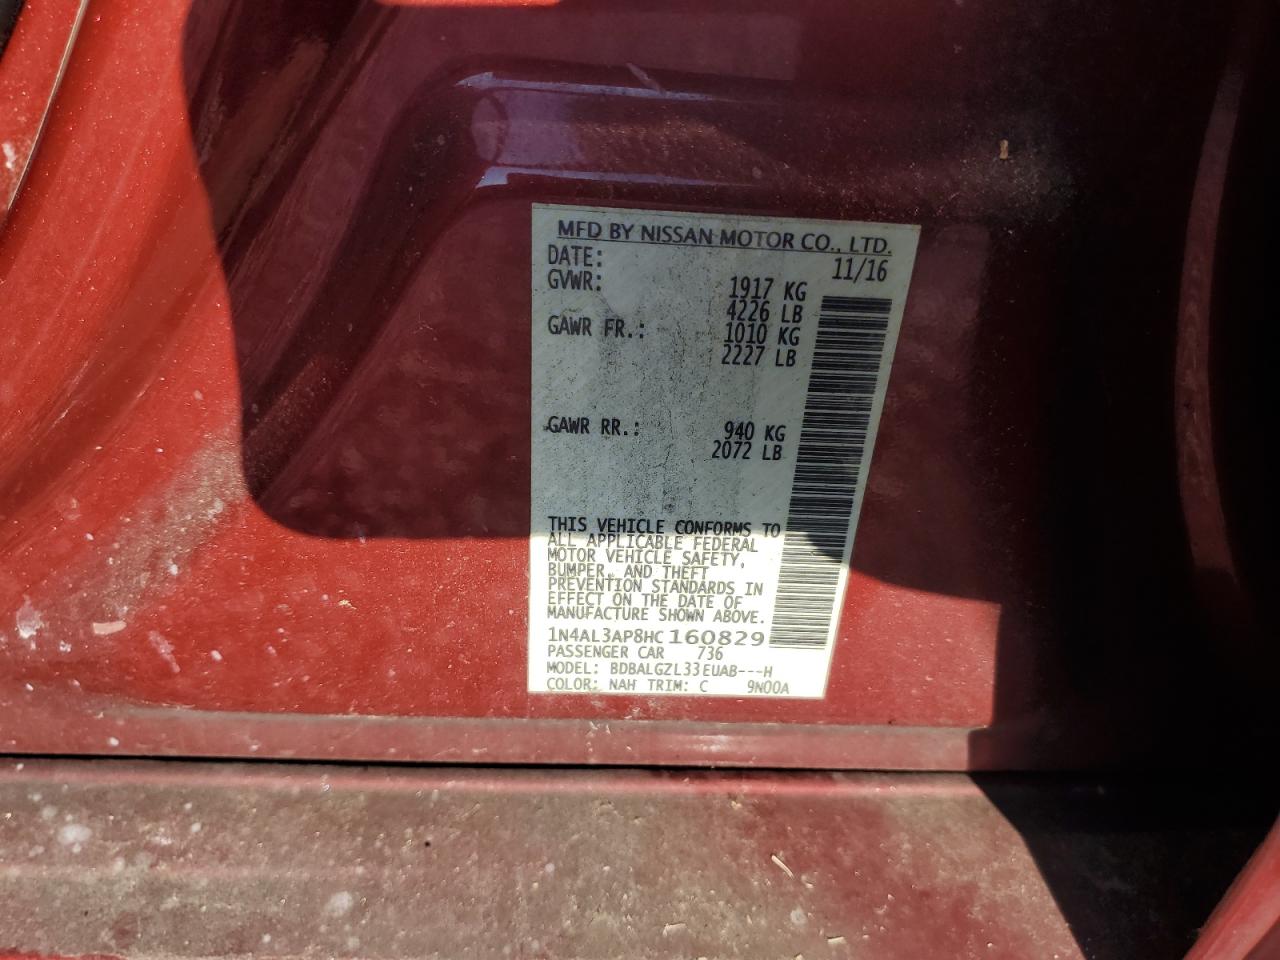 MFD BY NISSAN MOTOR CO., LTD.
DATE: 11/16
GVWR: 1917 KG
4226 LB
GAWR FR.: 1010 KG
2227 LB
GAWR RR.: 940 KG
2072 LB
THIS VEHICLE CONFORMS TO
ALL APPLICABLE FEDERAL
MOTOR VEHICLE SAFETY,
BUMPER, AND THEFT
PREVENTION STANDARDS IN
EFFECT ON THE DATE OF
MANUFACTURE SHOWN ABOVE.
1N4AL3AP8HC160829
PASSENGER CAR 736
MODEL: BDBALGZL33EUAB---H
COLOR: NAH TRIM: C 9N00A